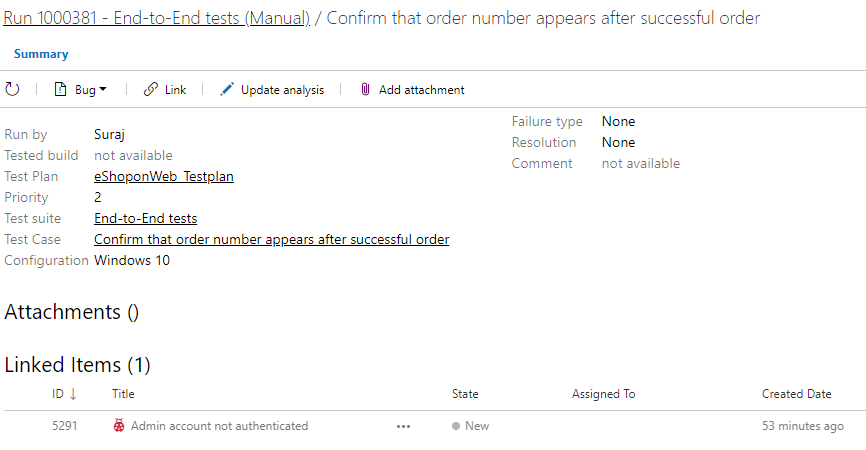 Run 1000381 - End-to-End tests (Manual) / Confirm that order number appears after successful order
Summary
Bug Link Update analysis Add attachment
Run by Suraj
Tested build not available
Test Plan eShoponWeb_Testplan
Priority 2
Test suite End-to-End tests
Test Case Confirm that order number appears after successful order
Configuration Windows 10
Failure type None
Resolution None
Comment not available
Attachments ()
Linked Items (1)
ID ↓ Title State Assigned To Created Date
5291 Admin account not authenticated ••• New 53 minutes ago